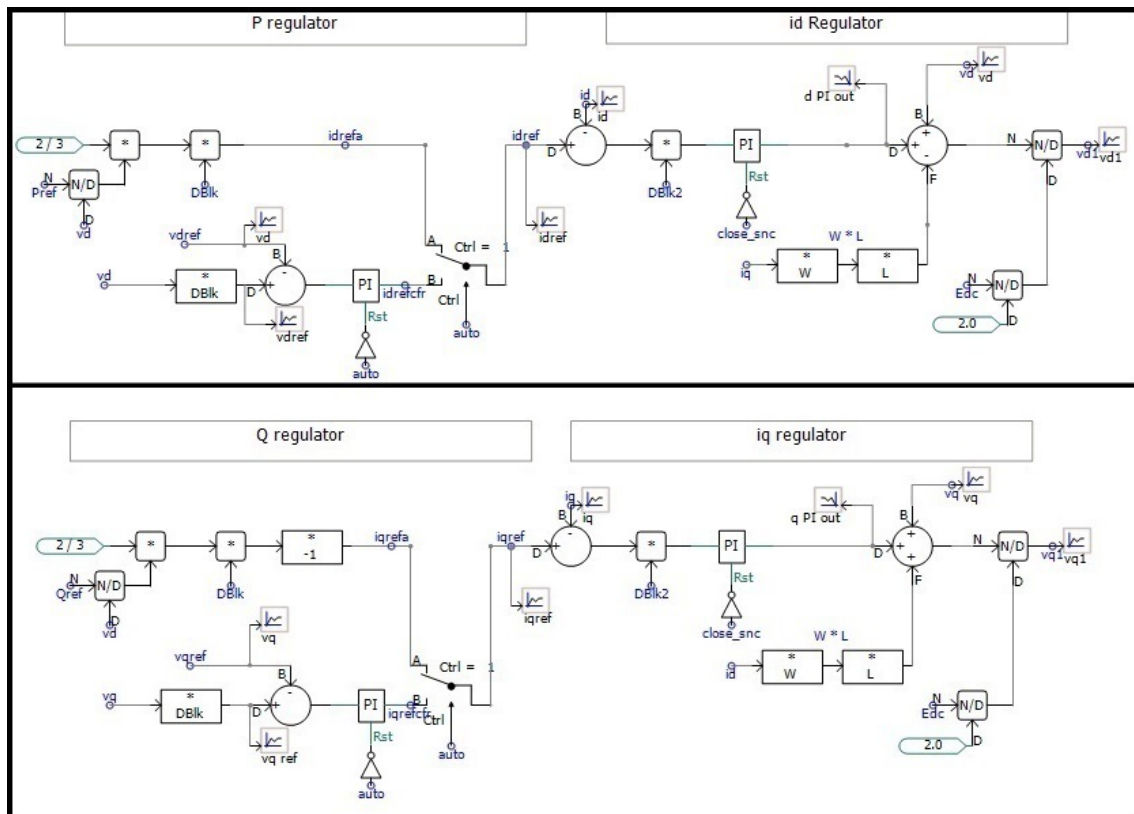 P regulator
id Regulator
vd
vd
d PI out
id
B
id
B
2 / 3
*
*
idrefa
idref
D
-
+
*
PI
D
+
+
-
N
N/D
vd1
vd1
Pref
N
N/D
D
vd
DBlk
DBlk2
Rst
F
D
vd
vdref
B
idref
close_snc
W * L
A
Ctrl = 1
vd
*
DBlk
D
+
-
PI
idrefcfr
B
Ctrl
iq
*
W
*
L
Edc
N
N/D
vdref
Rst
auto
2.0
D
auto
Q regulator
iq regulator
vq
vq
iq
B
iq
q PI out
B
2 / 3
*
*
*
-1
iqrefa
iqref
D
-
+
*
PI
D
+
+
+
N
N/D
vq1
vq1
Qref
N
N/D
D
vd
DBlk
DBlk2
Rst
F
D
vq
iqref
close_snc
W * L
vqref
B
A
Ctrl = 1
id
*
W
*
L
vq
*
DBlk
D
+
-
PI
iqrefcfr
B
Ctrl
Edc
N
N/D
vq ref
Rst
auto
2.0
D
auto